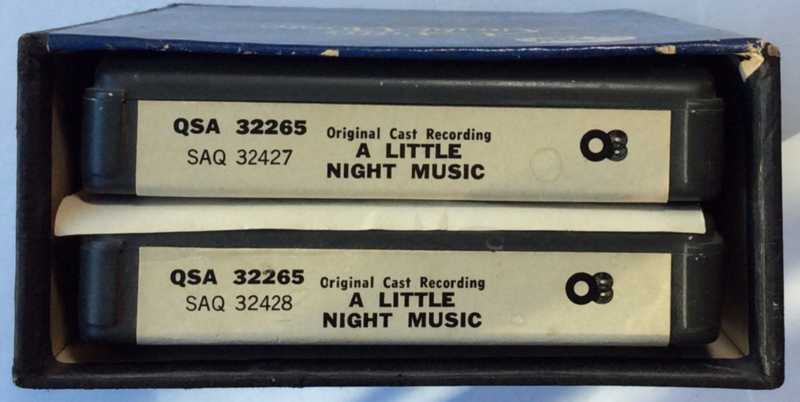 QSA 32265
SAQ 32427
Original Cast Recording
A LITTLE
NIGHT MUSIC
QSA 32265
SAQ 32428
Original Cast Recording
A LITTLE
NIGHT MUSIC